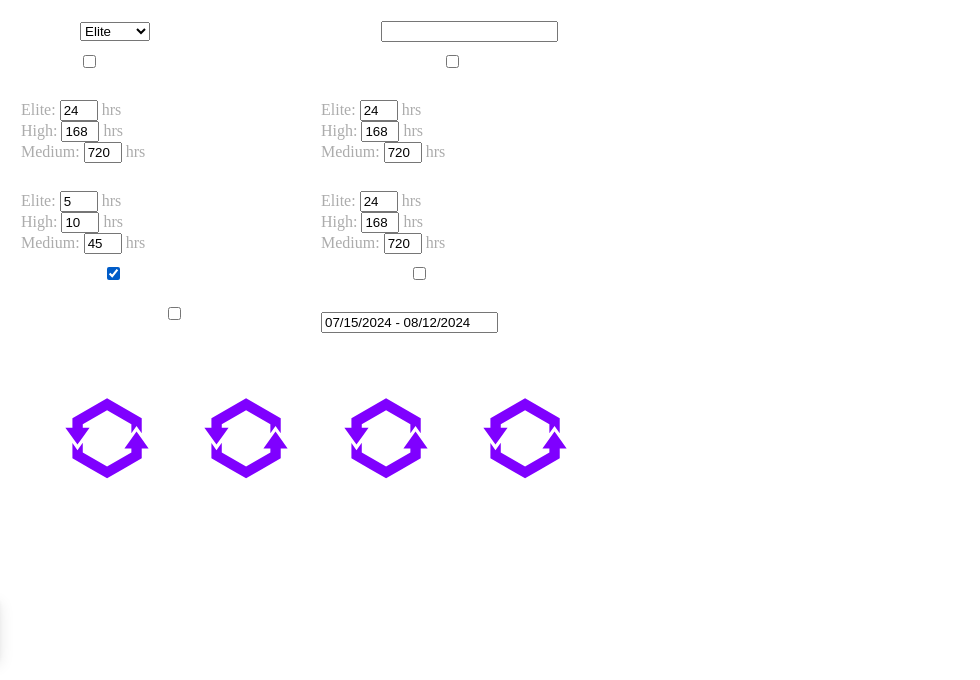 Elite
Elite: 24 hrs
High: 168 hrs
Medium: 720 hrs
Elite: 24 hrs
High: 168 hrs
Medium: 720 hrs
Elite: 5 hrs
High: 10 hrs
Medium: 45 hrs
Elite: 24 hrs
High: 168 hrs
Medium: 720 hrs
07/15/2024 - 08/12/2024